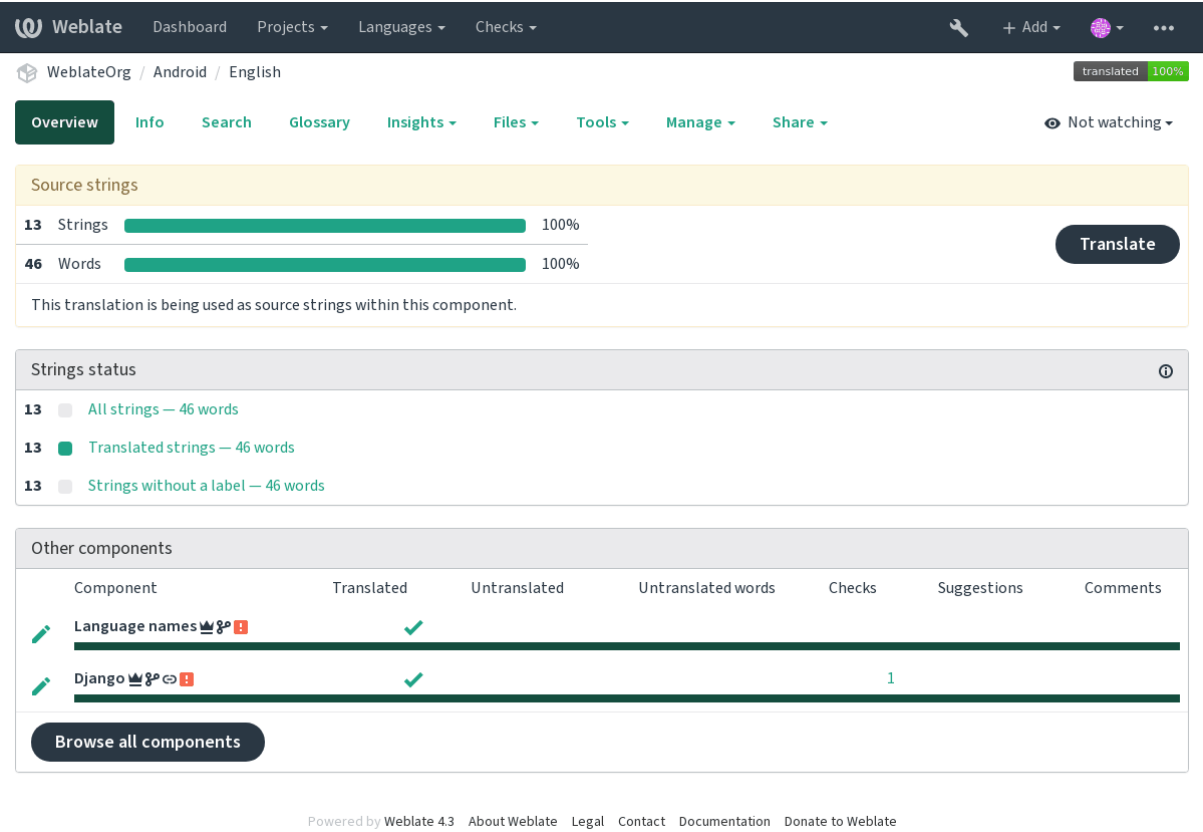 Weblate Dashboard Projects Languages Checks Add
WeblateOrg / Android / English translated 100%
Overview Info Search Glossary Insights Files Tools Manage Share Not watching
Source strings
13 Strings 100%
Translate
46 Words 100%
This translation is being used as source strings within this component.
Strings status
13 All strings — 46 words
13 Translated strings — 46 words
13 Strings without a label — 46 words
Other components
Component Translated Untranslated Untranslated words Checks Suggestions Comments
Language names
Django 1
Browse all components
Powered by Weblate 4.3 About Weblate Legal Contact Documentation Donate to Weblate